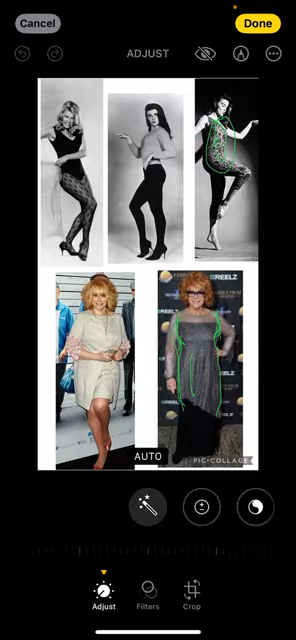 Cancel
Done
ADJUST
REELZ
REELZ
AUTO
PIC•COLLAGE
Adjust
Filters
Crop